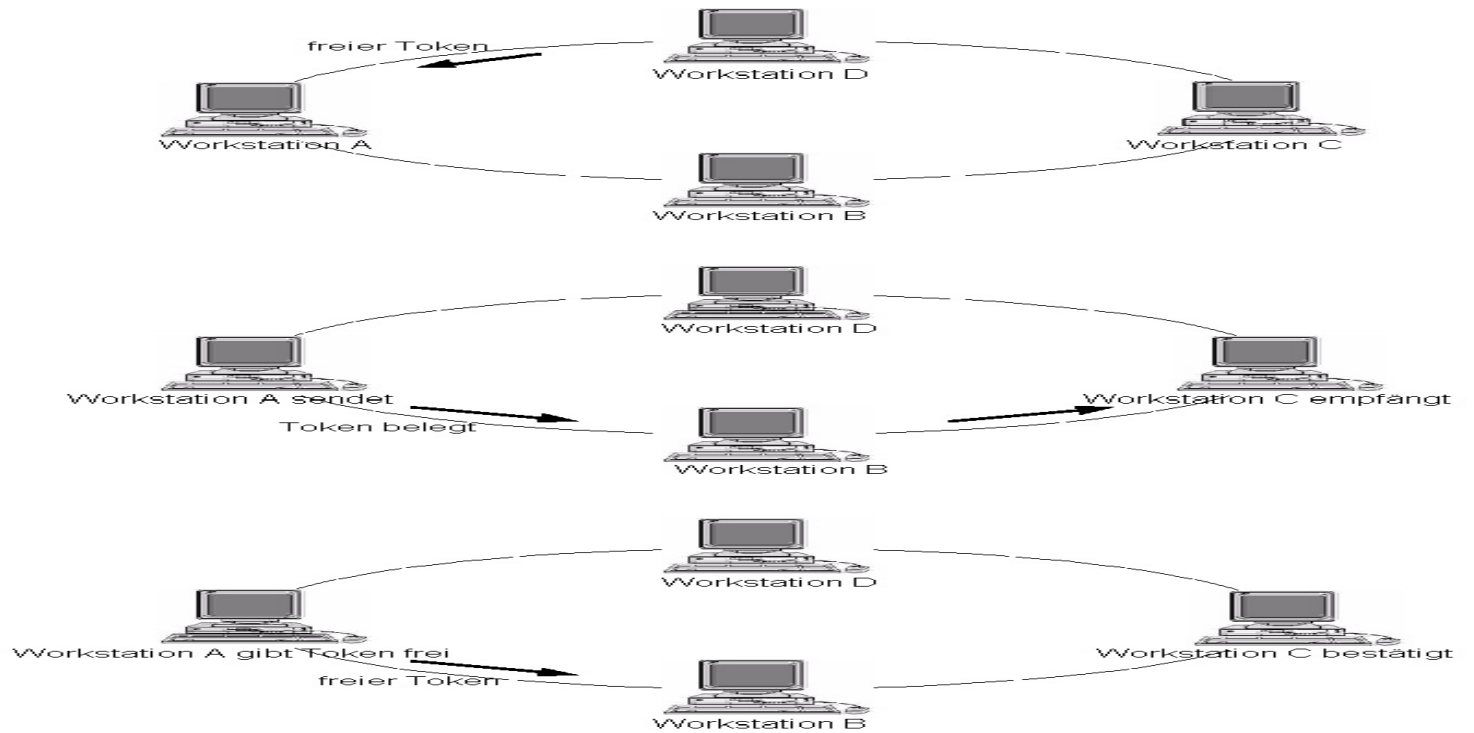 freier Token
Workstation D
Workstation A
Workstation C
Workstation B
Workstation D
Workstation A sendet
Workstation C empfängt
Token belegt
Workstation B
Workstation D
Workstation A gibt Token frei
Workstation C bestätigt
freier Token
Workstation B